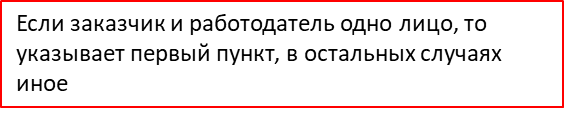 Если заказчик и работодатель одно лицо, то
указывает первый пункт, в остальных случаях
иное